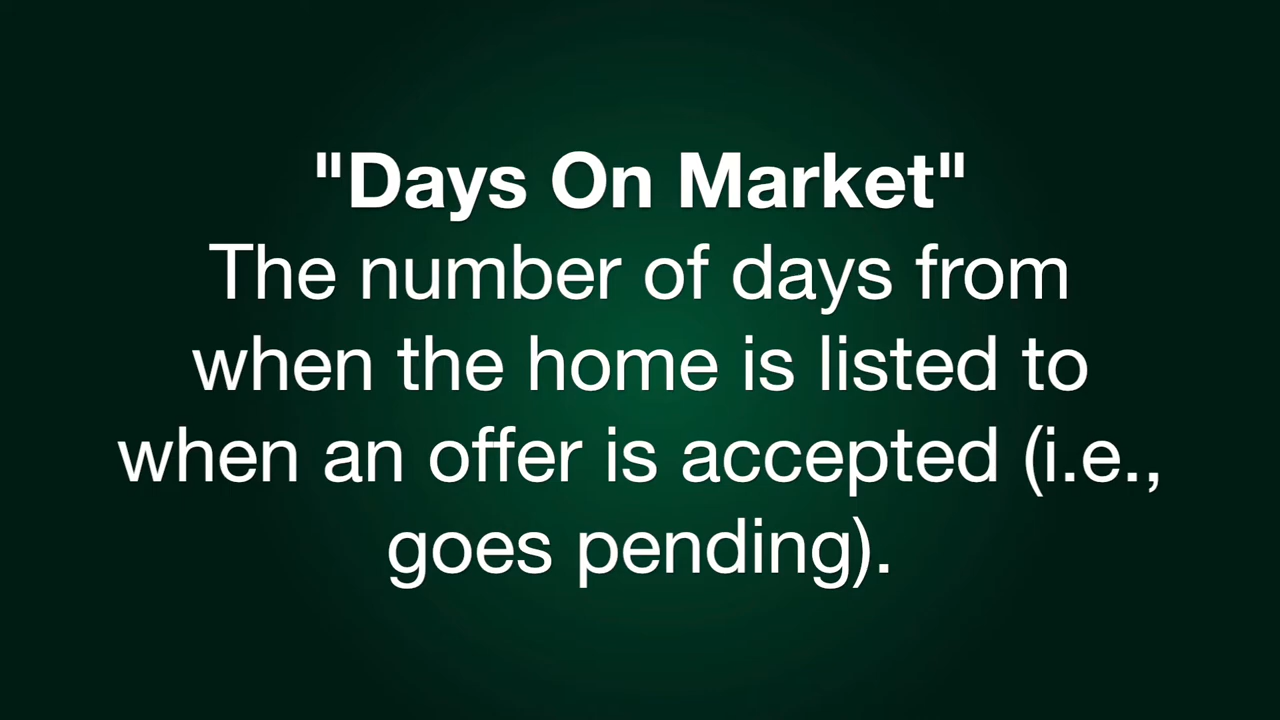 "Days On Market"
The number of days from
when the home is listed to
when an offer is accepted (i.e.,
goes pending).